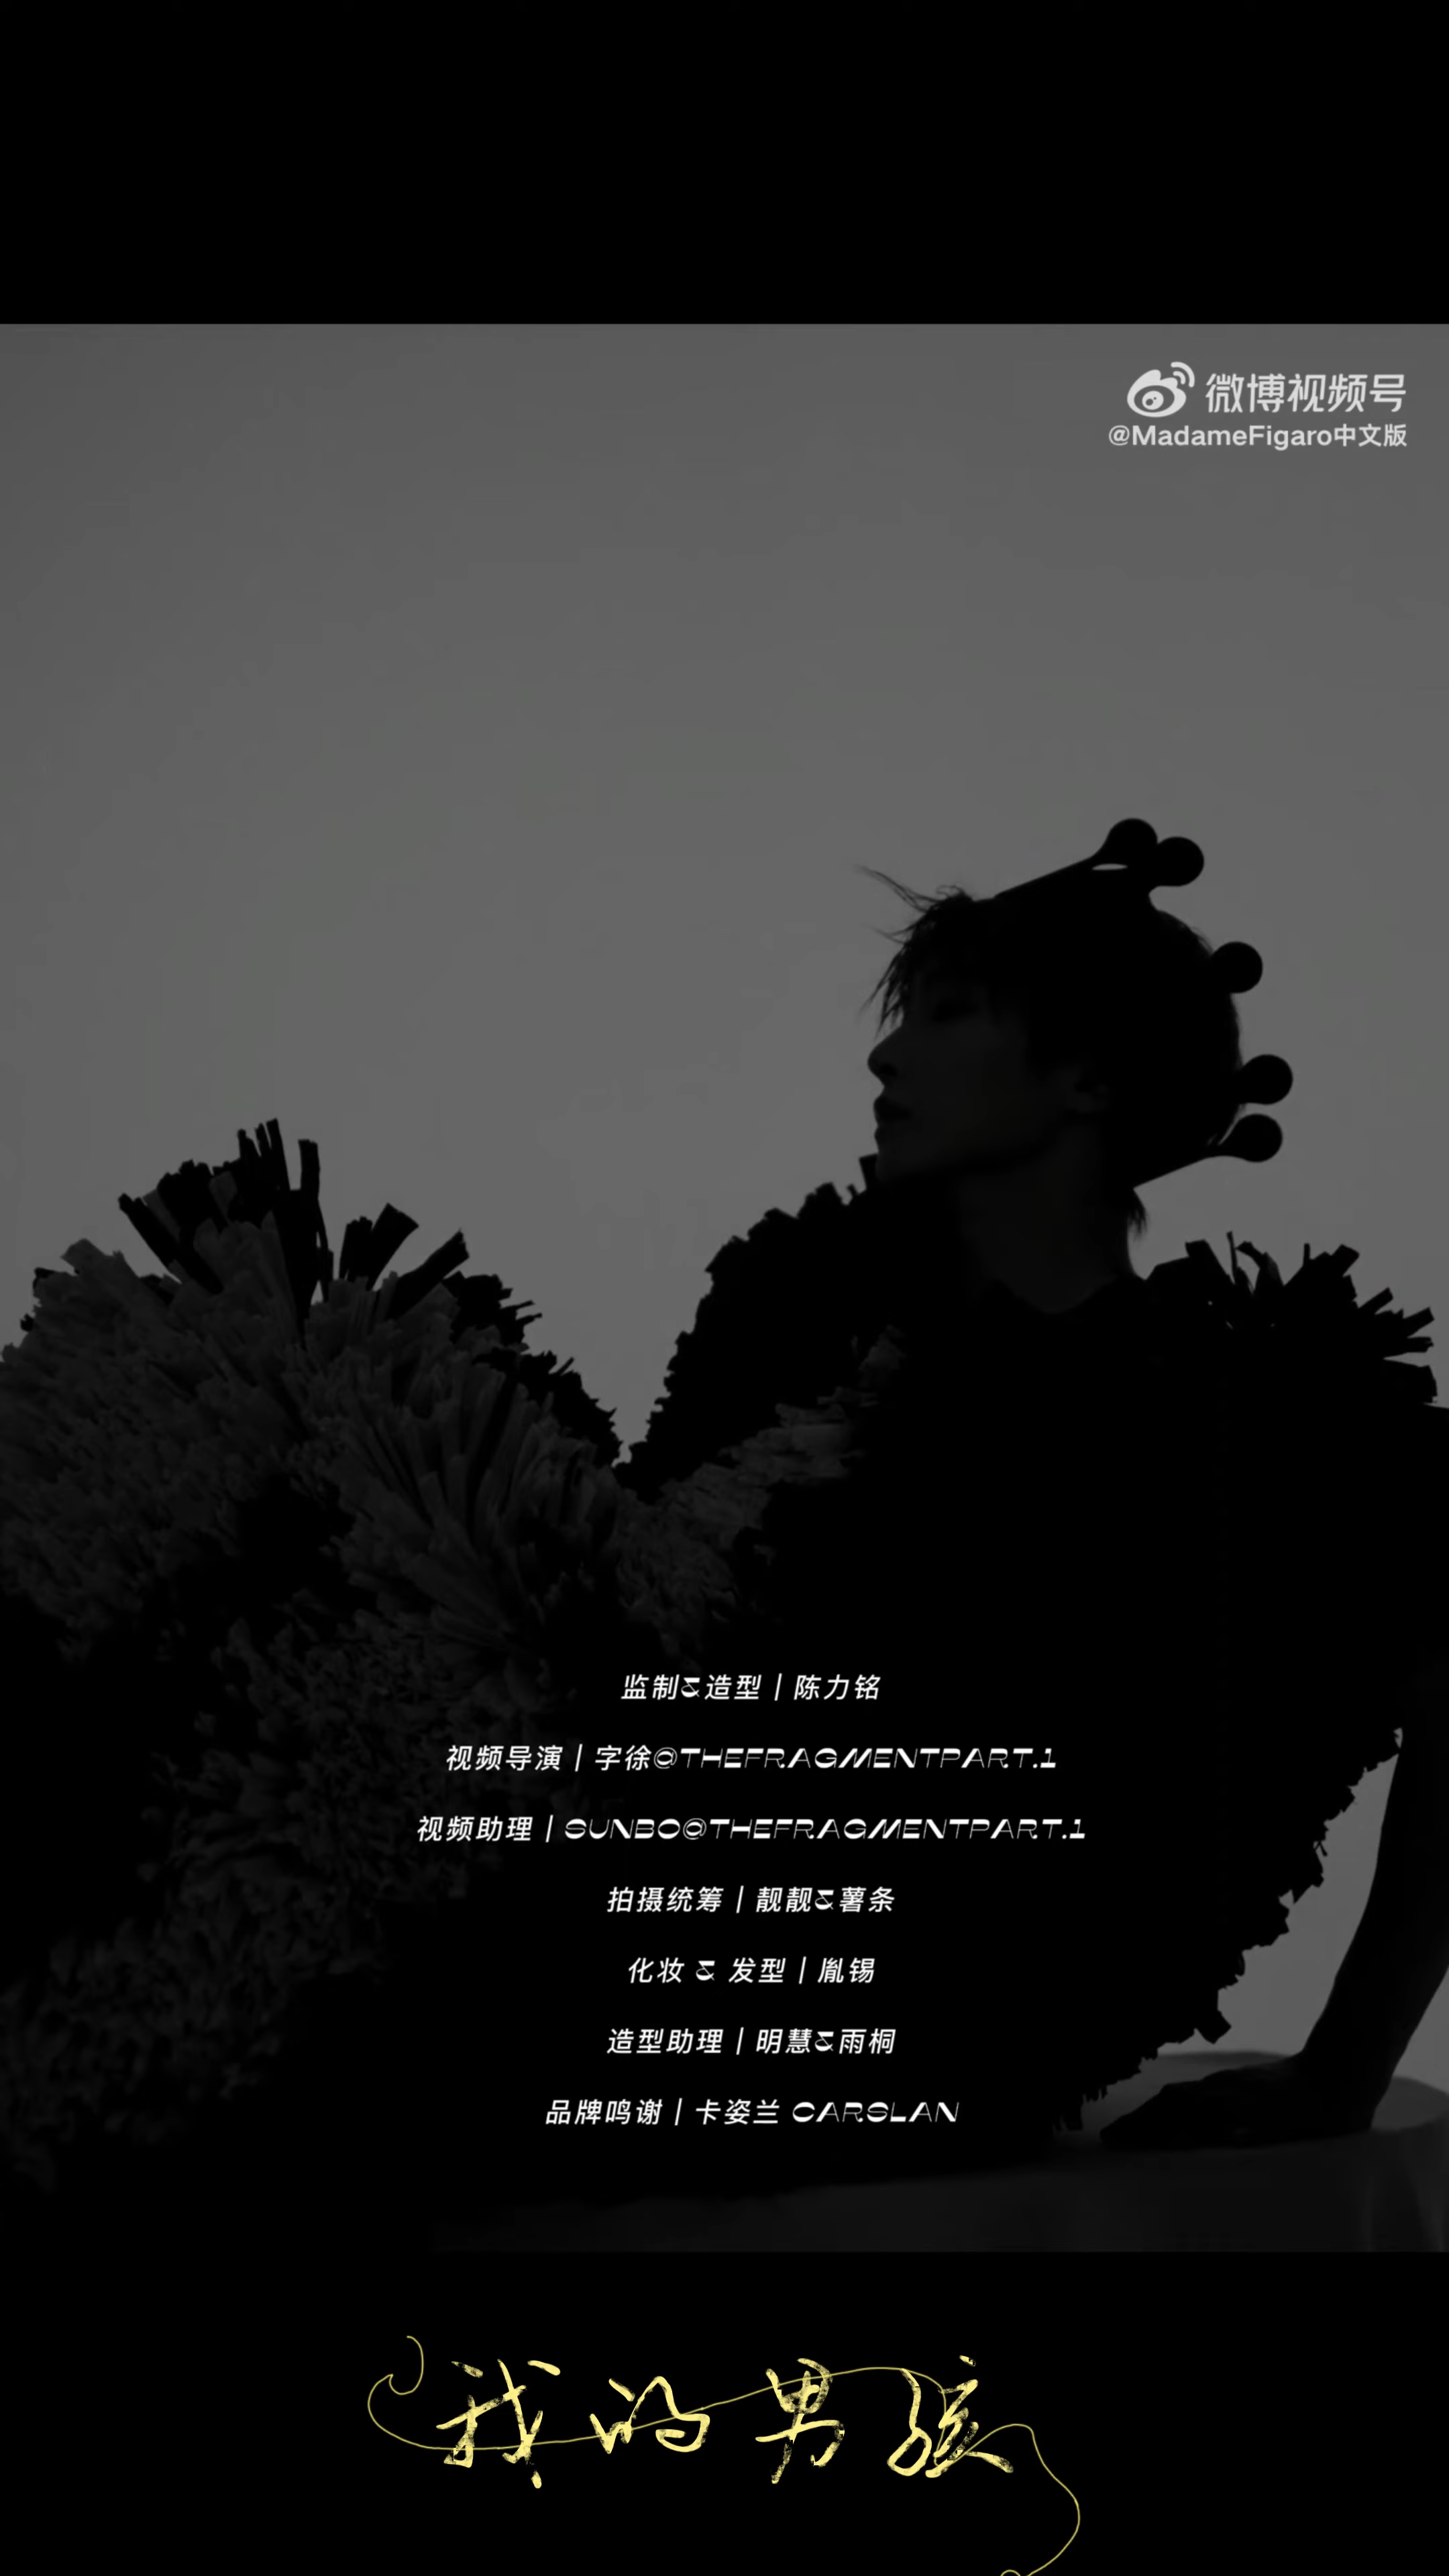 微博视频号
@MadameFigaro中文版
监制&造型 | 陈力铭
视频导演 | 字徐@THEFRAGMENTPART.1
视频助理 | SUNBO@THEFRAGMENTPART.1
拍摄统筹 | 靓靓&薯条
化妆 & 发型 | 胤锡
造型助理 | 明慧&雨桐
品牌鸣谢 | 卡姿兰 CARSLAN
我的男孩